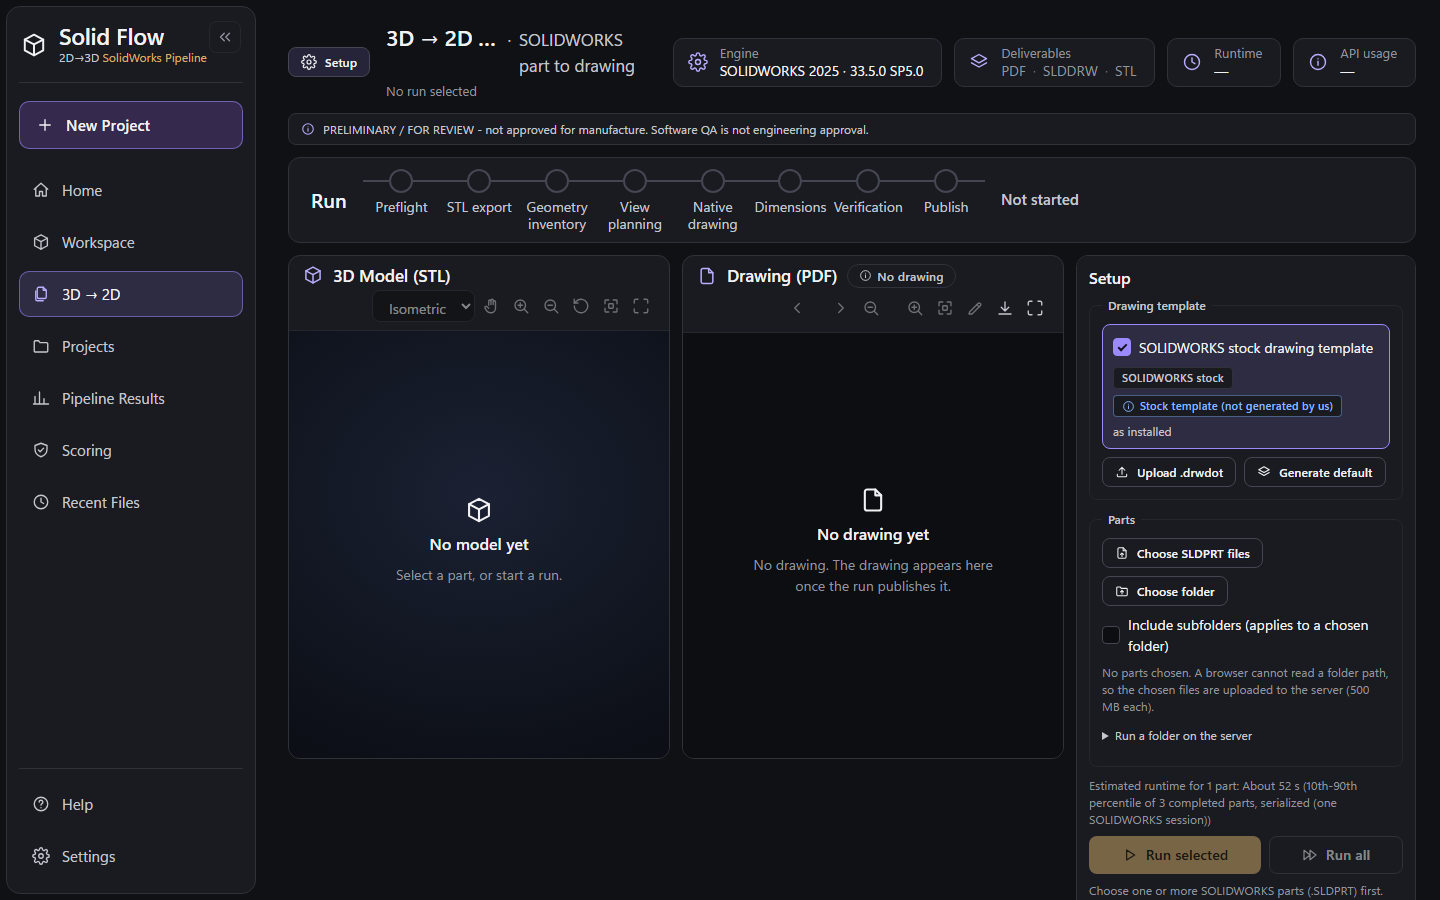 Solid Flow
2D→3D SolidWorks Pipeline
New Project
Home
Workspace
3D → 2D
Projects
Pipeline Results
Scoring
Recent Files
Help
Settings
Setup
3D → 2D ... · SOLIDWORKS
part to drawing
No run selected
Engine
SOLIDWORKS 2025 · 33.5.0 SP5.0
Deliverables
PDF · SLDDRW · STL
Runtime
—
API usage
—
PRELIMINARY / FOR REVIEW - not approved for manufacture. Software QA is not engineering approval.
Run
Preflight
STL export
Geometry
inventory
View
planning
Native
drawing
Dimensions
Verification
Publish
Not started
3D Model (STL)
Isometric
No model yet
Select a part, or start a run.
Drawing (PDF)
No drawing
No drawing yet
No drawing. The drawing appears here
once the run publishes it.
Setup
Drawing template
SOLIDWORKS stock drawing template
SOLIDWORKS stock
Stock template (not generated by us)
as installed
Upload .drwdot
Generate default
Parts
Choose SLDPRT files
Choose folder
Include subfolders (applies to a chosen
folder)
No parts chosen. A browser cannot read a folder path,
so the chosen files are uploaded to the server (500
MB each).
Run a folder on the server
Estimated runtime for 1 part: About 52 s (10th-90th
percentile of 3 completed parts, serialized (one
SOLIDWORKS session))
Run selected
Run all
Choose one or more SOLIDWORKS parts (.SLDPRT) first.